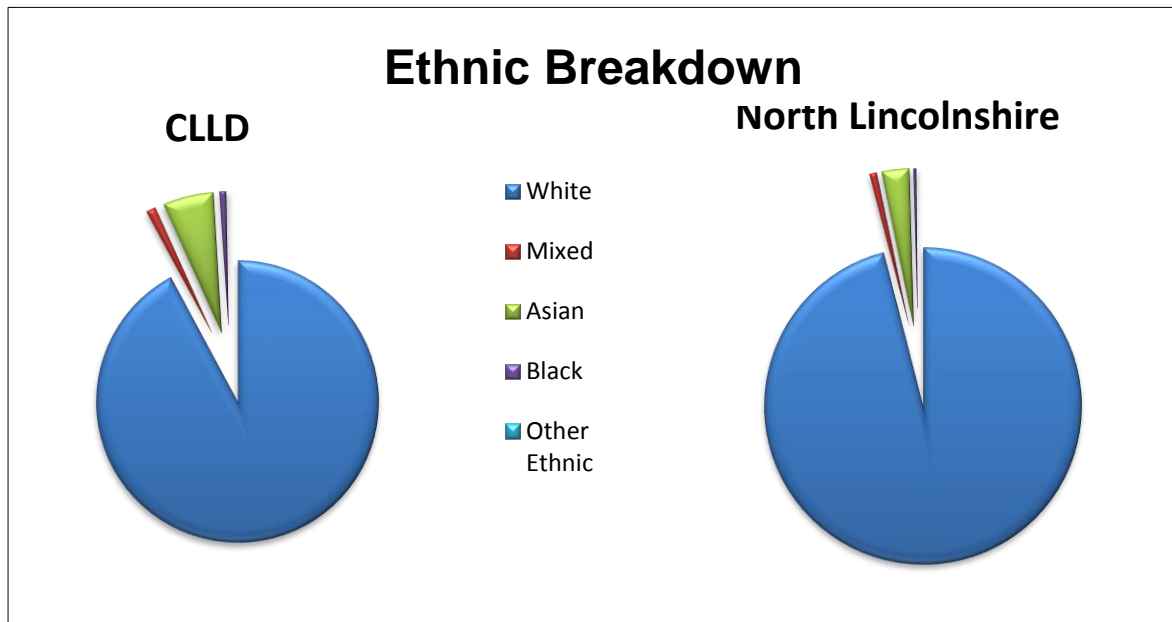 Ethnic Breakdown
CLLD
North Lincolnshire
White
Mixed
Asian
Black
Other
Ethnic